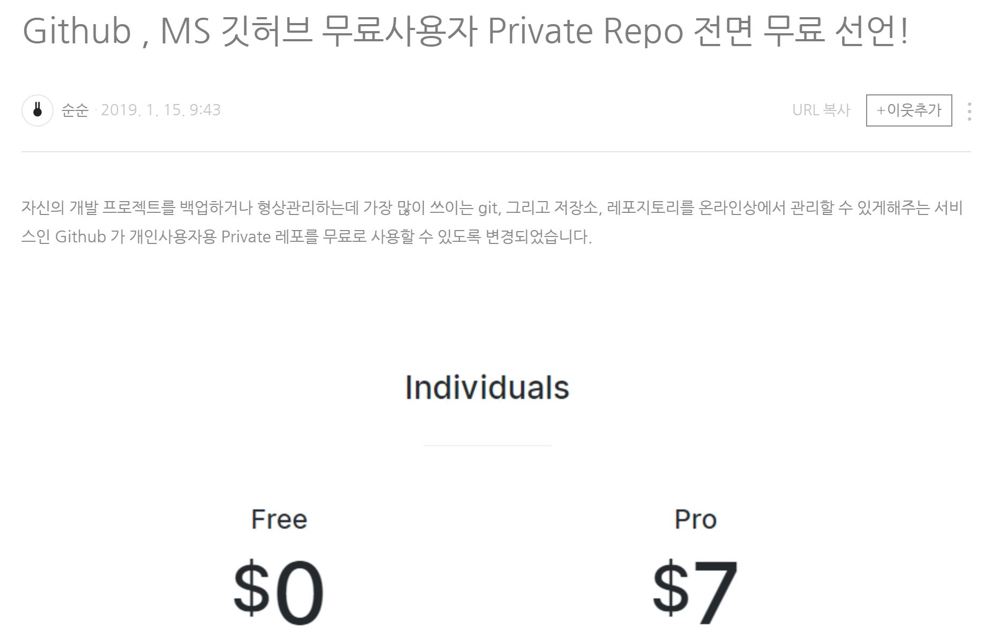 Github , MS 깃허브 무료사용자 Private Repo 전면 무료 선언!
순순 · 2019. 1. 15. 9:43
URL 복사
+이웃추가
자신의 개발 프로젝트를 백업하거나 형상관리하는데 가장 많이 쓰이는 git, 그리고 저장소, 레포지토리를 온라인상에서 관리할 수 있게해주는 서비
스인 Github 가 개인사용자용 Private 레포를 무료로 사용할 수 있도록 변경되었습니다.
Individuals
Free
Pro
$0
$7